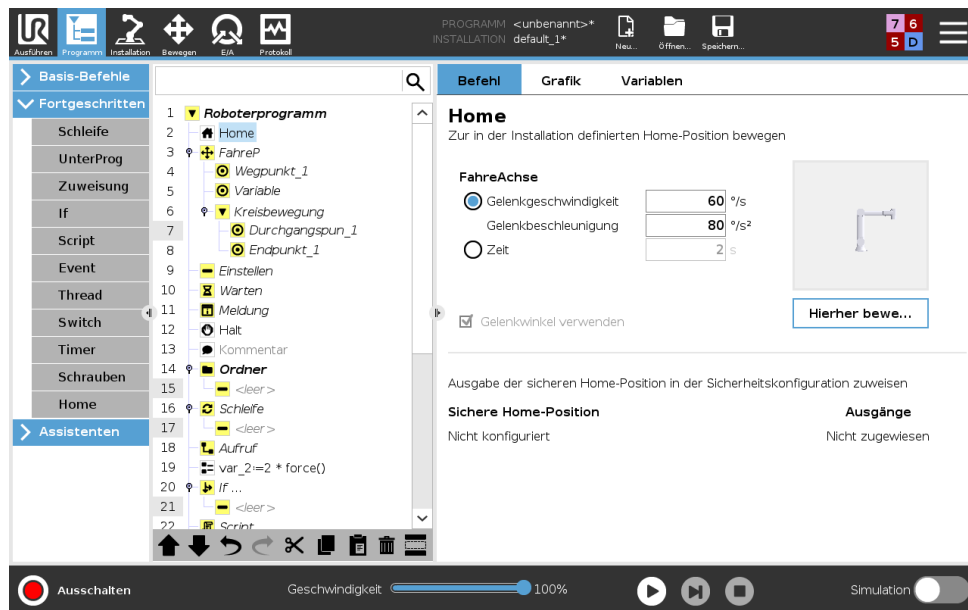 PROGRAMM <unbenannt>*
INSTALLATION default_1*
Ausführen Programm Installation Bewegen E/A Protokoll
Neu... Öffnen... Speichern...
7 6
5 D
Basis-Befehle
Fortgeschritten
Schleife
UnterProg
Zuweisung
If
Script
Event
Thread
Switch
Timer
Schrauben
Home
Assistenten
1 Roboterprogramm
2 Home
3 FahreP
4 Wegpunkt_1
5 Variable
6 Kreisbewegung
7 Durchgangspun_1
8 Endpunkt_1
9 Einstellen
10 Warten
11 Meldung
12 Halt
13 Kommentar
14 Ordner
15 <leer>
16 Schleife
17 <leer>
18 Aufruf
19 var_2:=2 * force()
20 If ...
21 <leer>
22 Script
Befehl Grafik Variablen
Home
Zur in der Installation definierten Home-Position bewegen
FahreAchse
Gelenkgeschwindigkeit 60 °/s
Gelenkbeschleunigung 80 °/s²
Zeit 2 s
Hierher bewe...
Gelenkwinkel verwenden
Ausgabe der sicheren Home-Position in der Sicherheitskonfiguration zuweisen
Sichere Home-Position Ausgänge
Nicht konfiguriert Nicht zugewiesen
Ausschalten Geschwindigkeit 100% Simulation